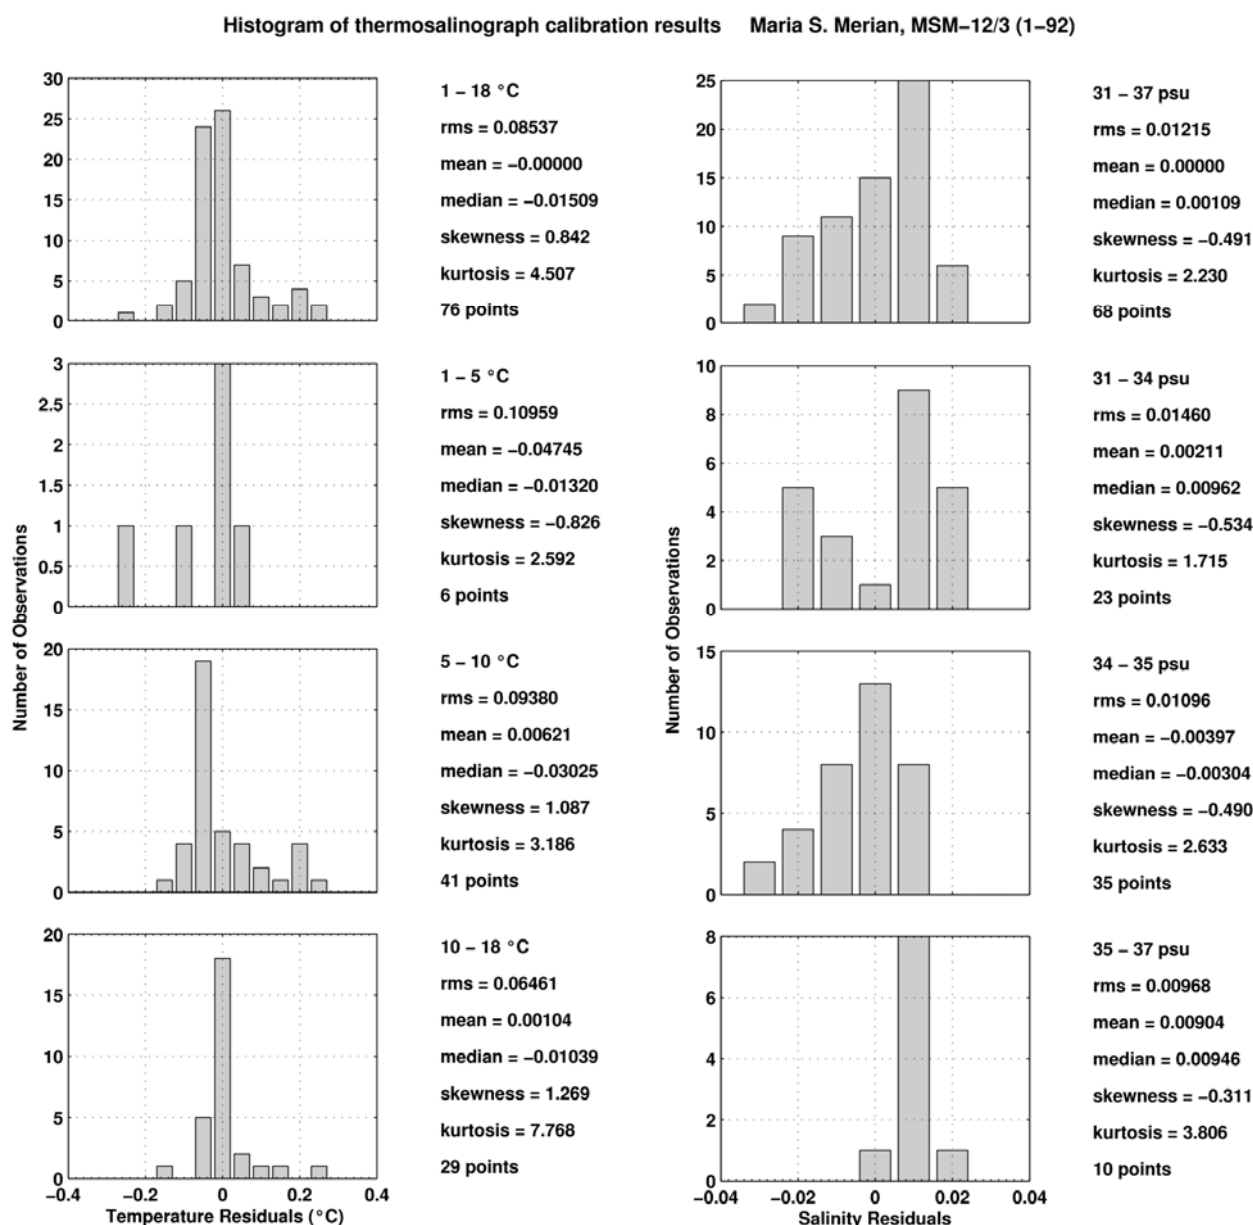 Histogram of thermosalinograph calibration results Maria S. Merian, MSM−12/3 (1−92)
Number of Observations
30
25
20
15
10
5
0
1 − 18 °C
rms = 0.08537
mean = −0.00000
median = −0.01509
skewness = 0.842
kurtosis = 4.507
76 points
3
2.5
2
1.5
1
0.5
0
1 − 5 °C
rms = 0.10959
mean = −0.04745
median = −0.01320
skewness = −0.826
kurtosis = 2.592
6 points
20
15
10
5
0
5 − 10 °C
rms = 0.09380
mean = 0.00621
median = −0.03025
skewness = 1.087
kurtosis = 3.186
41 points
20
15
10
5
0
−0.4 −0.2 0 0.2 0.4
Temperature Residuals (°C)
10 − 18 °C
rms = 0.06461
mean = 0.00104
median = −0.01039
skewness = 1.269
kurtosis = 7.768
29 points
Number of Observations
25
20
15
10
5
0
31 − 37 psu
rms = 0.01215
mean = 0.00000
median = 0.00109
skewness = −0.491
kurtosis = 2.230
68 points
10
8
6
4
2
0
31 − 34 psu
rms = 0.01460
mean = 0.00211
median = 0.00962
skewness = −0.534
kurtosis = 1.715
23 points
15
10
5
0
34 − 35 psu
rms = 0.01096
mean = −0.00397
median = −0.00304
skewness = −0.490
kurtosis = 2.633
35 points
8
6
4
2
0
−0.04 −0.02 0 0.02 0.04
Salinity Residuals
35 − 37 psu
rms = 0.00968
mean = 0.00904
median = 0.00946
skewness = −0.311
kurtosis = 3.806
10 points